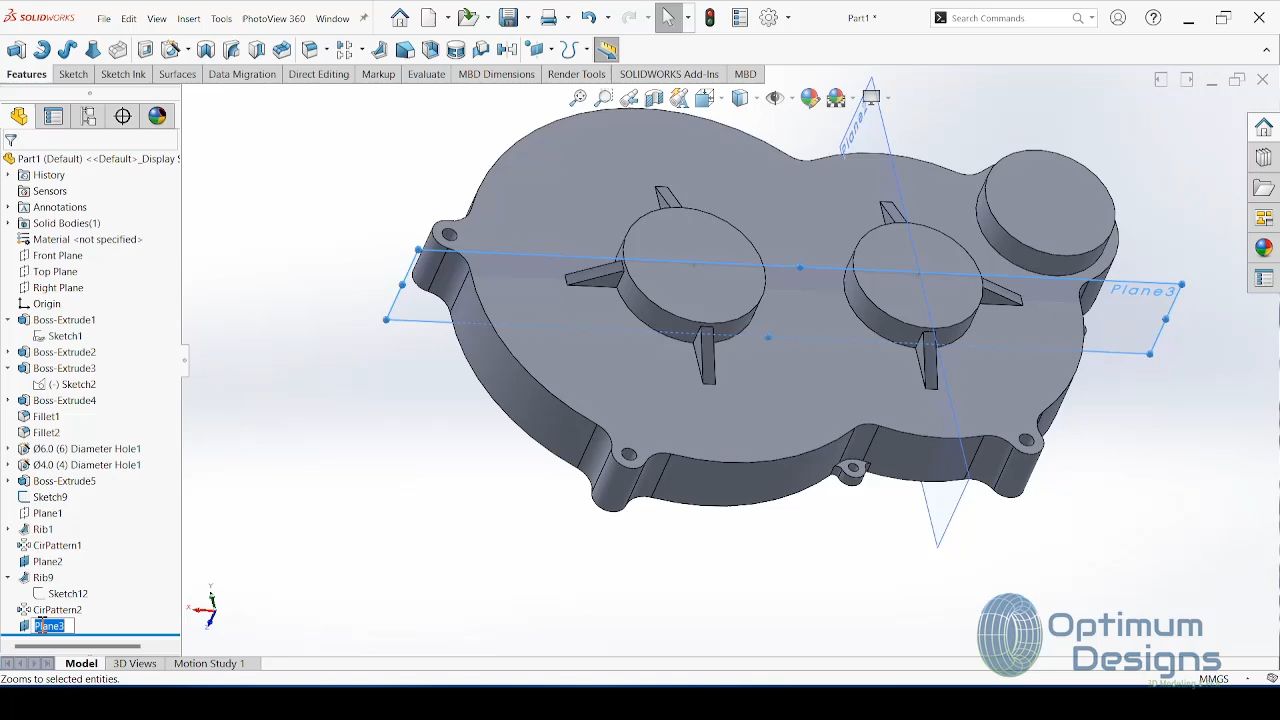 SOLIDWORKS File Edit View Insert Tools PhotoView 360 Window Part1 * Search Commands
Features Sketch Sketch Ink Surfaces Data Migration Direct Editing Markup Evaluate MBD Dimensions Render Tools SOLIDWORKS Add-Ins MBD
Part1 (Default) <<Default>_Display S
History
Sensors
Annotations
Solid Bodies(1)
Material <not specified>
Front Plane
Top Plane
Right Plane
Origin
Boss-Extrude1
Sketch1
Boss-Extrude2
Boss-Extrude3
(-) Sketch2
Boss-Extrude4
Fillet1
Fillet2
Ø6.0 (6) Diameter Hole1
Ø4.0 (4) Diameter Hole1
Boss-Extrude5
Sketch9
Plane1
Rib1
CirPattern1
Plane2
Rib9
Sketch12
CirPattern2
Plane3
Plane3
Y
X
Z
Optimum
Designs
Model 3D Views Motion Study 1
Zooms to selected entities. MMGS